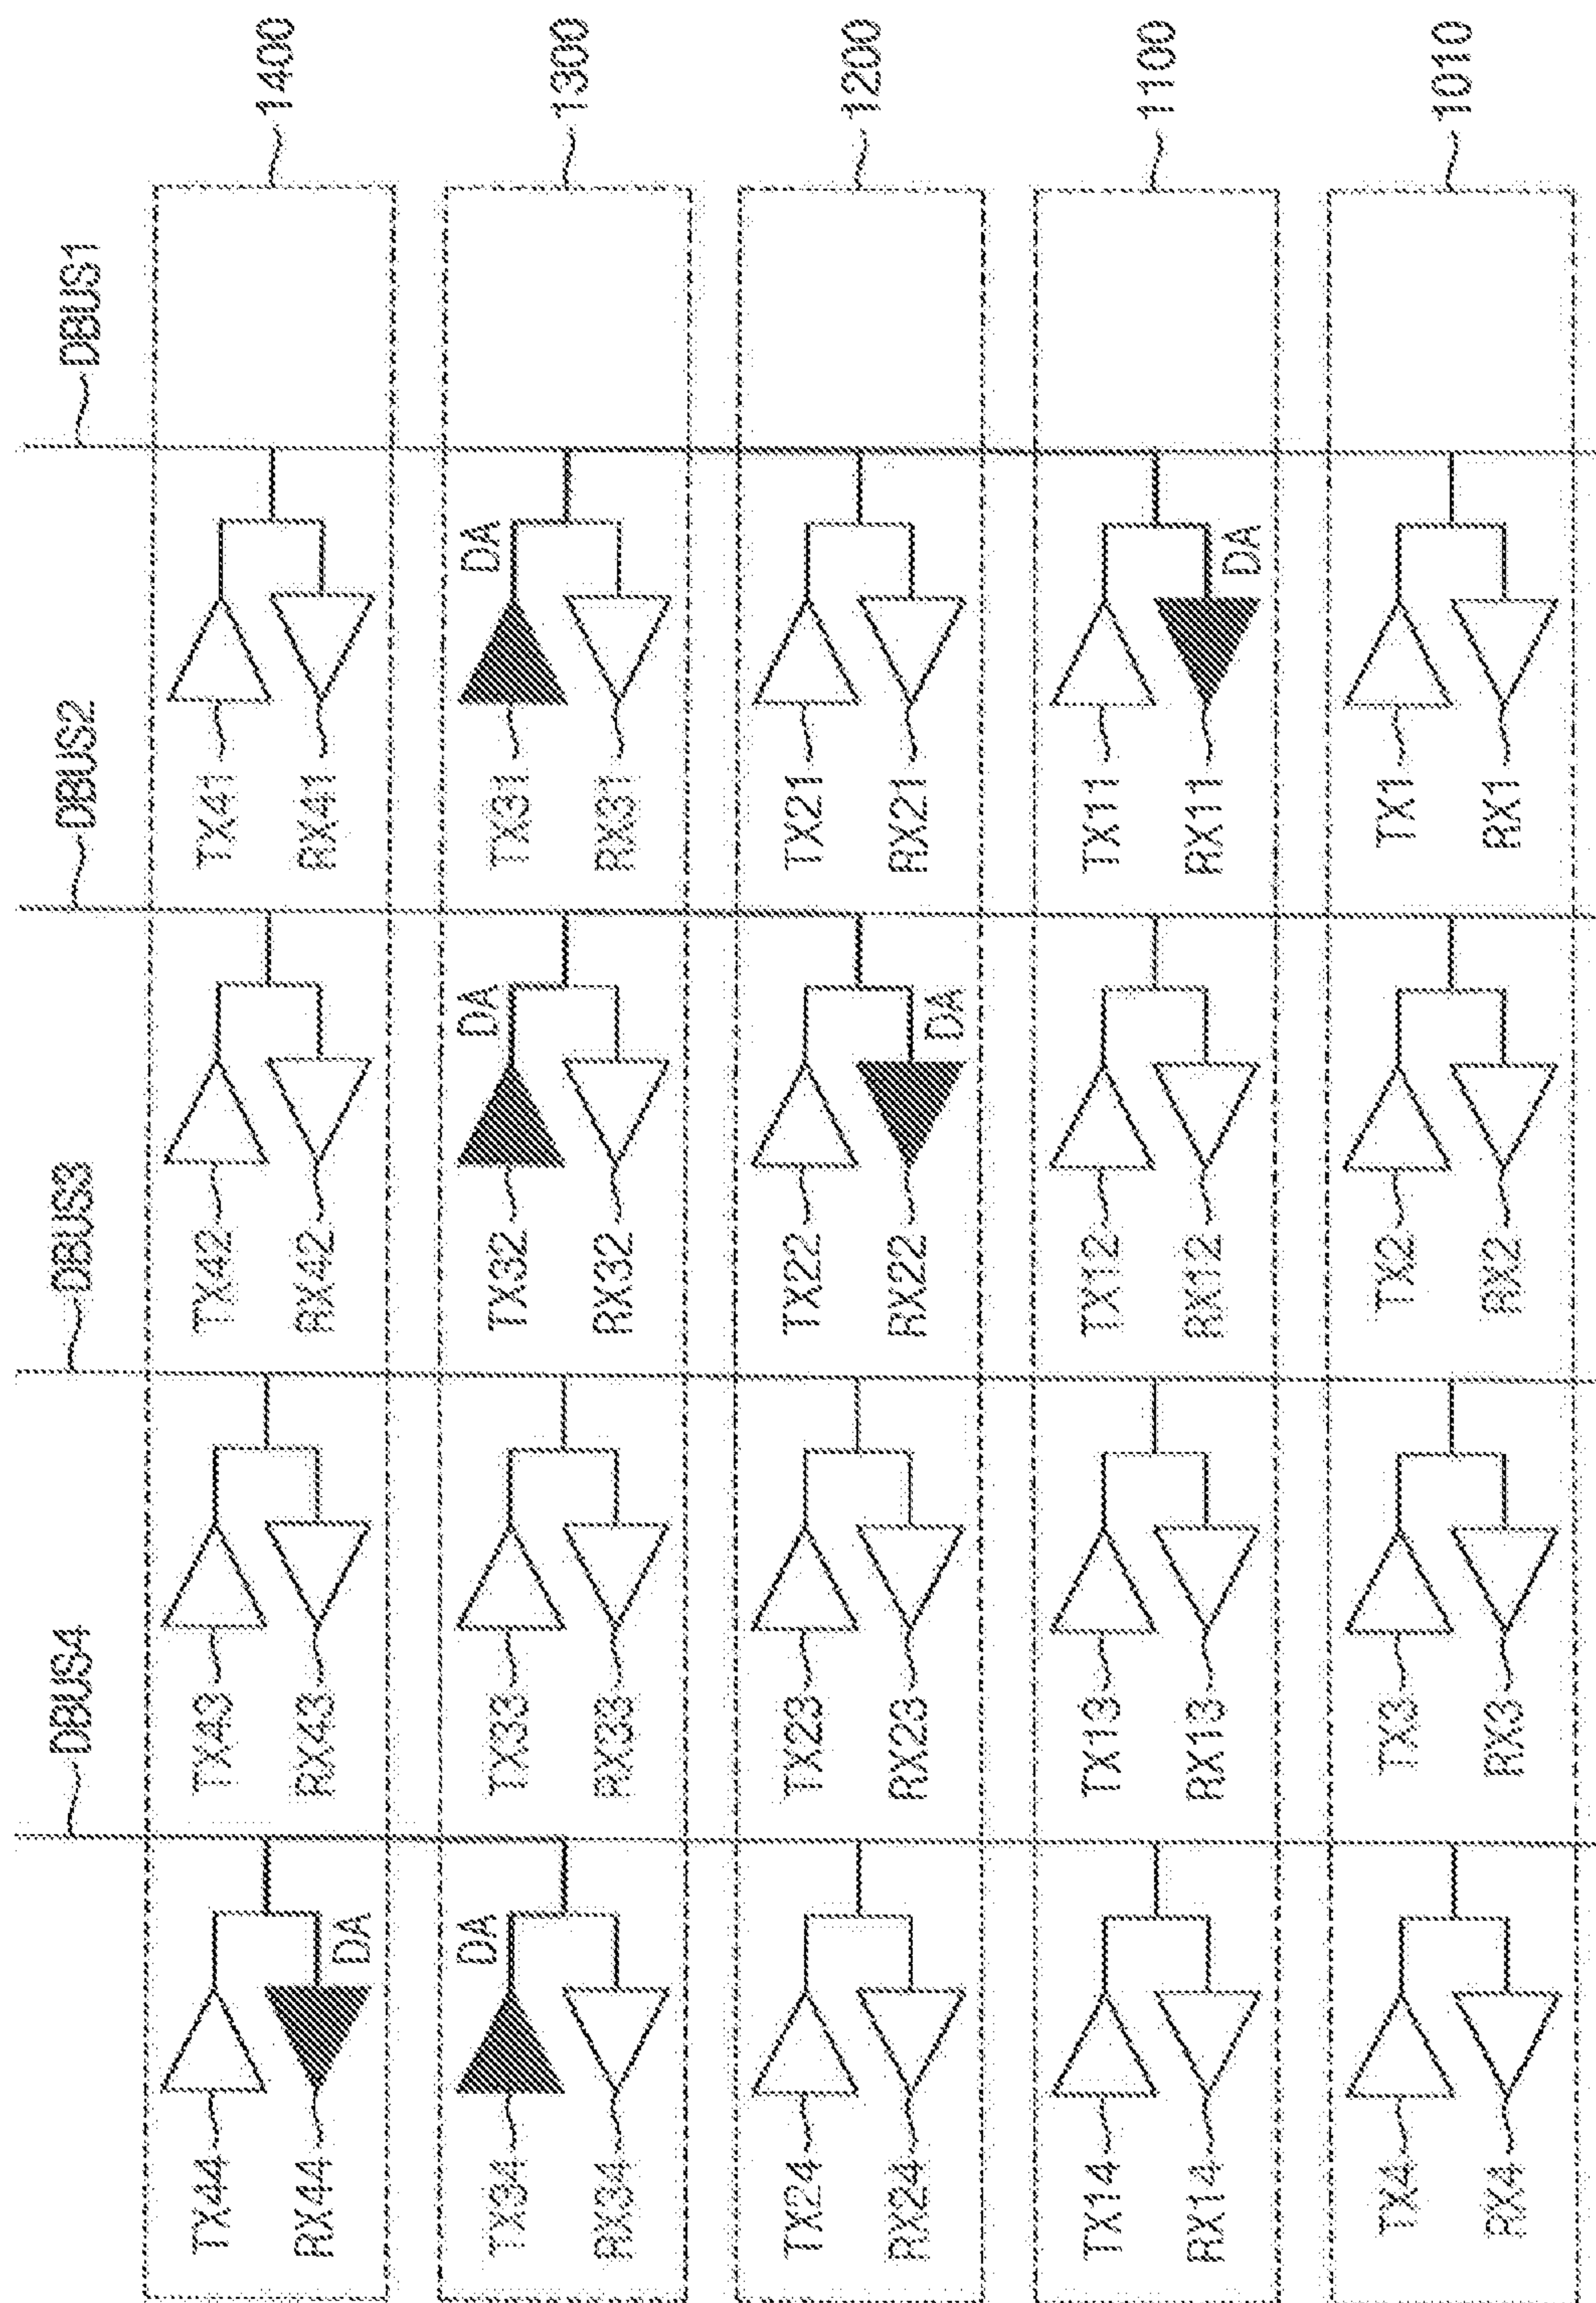 DBUS4
DBUS3
DBUS2
DBUS1
TX44
RX44
DA
TX43
RX43
TX42
RX42
TX41
RX41
1400
TX34
DA
RX34
TX33
RX33
TX32
DA
RX32
TX31
DA
RX31
1300
TX24
RX24
TX23
RX23
TX22
RX22
DA
TX21
RX21
1200
TX14
RX14
TX13
RX13
TX12
RX12
TX11
RX11
DA
1100
TX4
RX4
TX3
RX3
TX2
RX2
TX1
RX1
1010